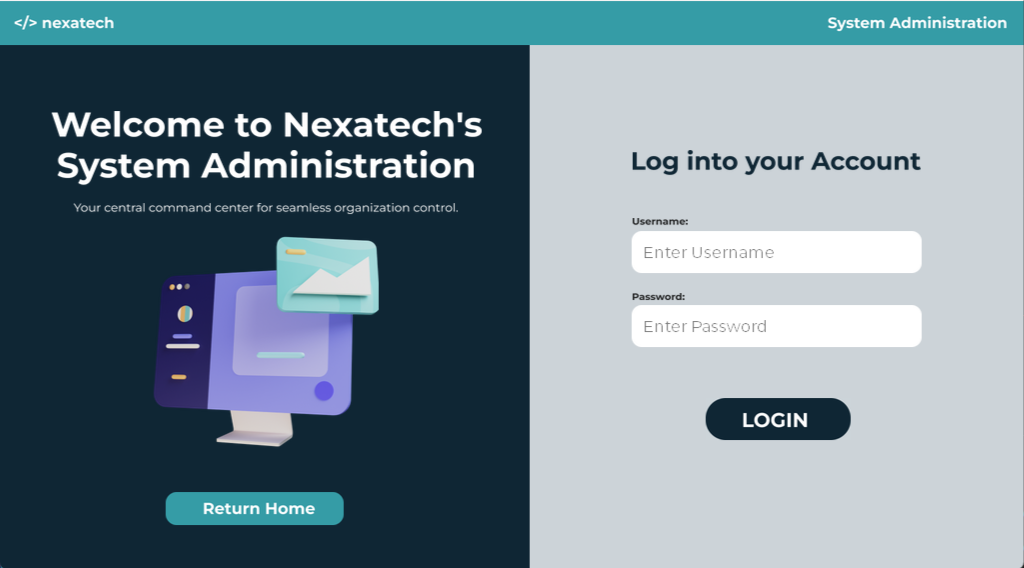 </> nexatech
System Administration
Welcome to Nexatech's
System Administration
Your central command center for seamless organization control.
Return Home
Log into your Account
Username:
Enter Username
Password:
Enter Password
LOGIN